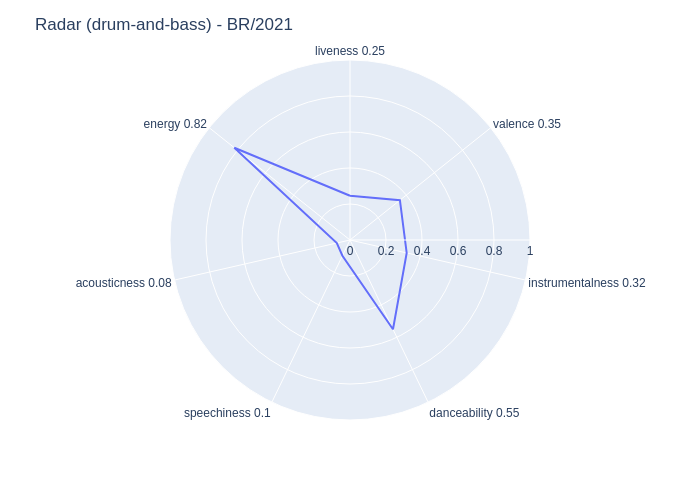 Radar (drum-and-bass) - BR/2021
liveness 0.25
energy 0.82
valence 0.35
0
0.2
0.4
0.6
0.8
1
acousticness 0.08
instrumentalness 0.32
speechiness 0.1
danceability 0.55